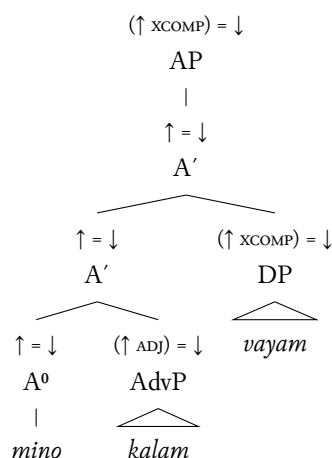 (↑ XCOMP) = ↓
AP
↑ = ↓
A′
↑ = ↓ (↑ XCOMP) = ↓
A′ DP
↑ = ↓ (↑ ADJ) = ↓ vayam
A⁰ AdvP
mino kalam